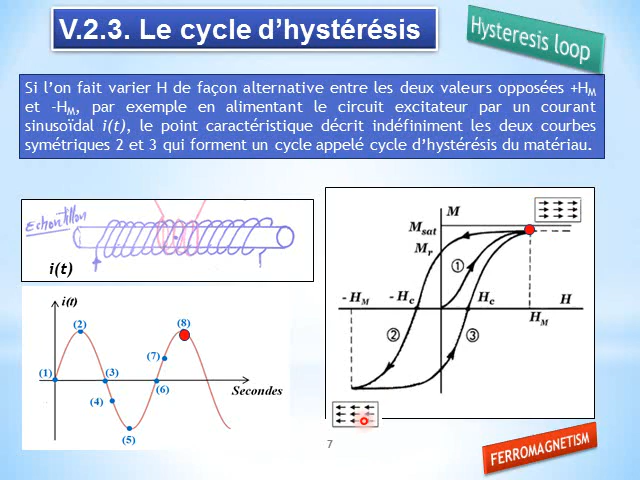 V.2.3. Le cycle d’hystérésis
Hysteresis loop
Si l’on fait varier H de façon alternative entre les deux valeurs opposées +HM
et -HM, par exemple en alimentant le circuit excitateur par un courant
sinusoïdal i(t), le point caractéristique décrit indéfiniment les deux courbes
symétriques 2 et 3 qui forment un cycle appelé cycle d’hystérésis du matériau.
Echantillon
i(t)
i(t)
(2)
(8)
(7)
(1)
(3)
(6)
Secondes
(4)
(5)
M
Msat
Mr
①
- HM
- Hc
Hc
H
HM
②
③
7
FERROMAGNETISM